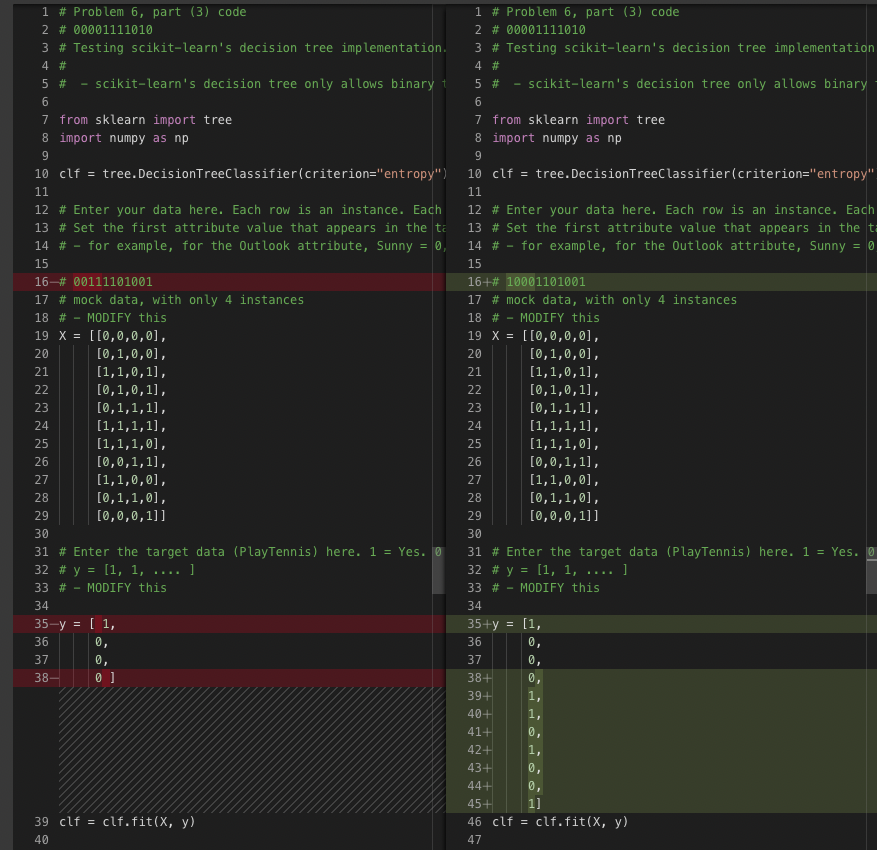 1 # Problem 6, part (3) code
2 # 00001111010
3 # Testing scikit-learn's decision tree implementation.
4 #
5 #  - scikit-learn's decision tree only allows binary
6
7 from sklearn import tree
8 import numpy as np
9
10 clf = tree.DecisionTreeClassifier(criterion="entropy")
11
12 # Enter your data here. Each row is an instance. Each
13 # Set the first attribute value that appears in the ta
14 # - for example, for the Outlook attribute, Sunny = 0,
15
16—# 00111101001
17 # mock data, with only 4 instances
18 # - MODIFY this
19 X = [[0,0,0,0],
20      [0,1,0,0],
21      [1,1,0,1],
22      [0,1,0,1],
23      [0,1,1,1],
24      [1,1,1,1],
25      [1,1,1,0],
26      [0,0,1,1],
27      [1,1,0,0],
28      [0,1,1,0],
29      [0,0,0,1]]
30
31 # Enter the target data (PlayTennis) here. 1 = Yes. 0
32 # y = [1, 1, .... ]
33 # - MODIFY this
34
35—y = [ 1,
36      0,
37      0,
38—     0 ]
39 clf = clf.fit(X, y)
40
1 # Problem 6, part (3) code
2 # 00001111010
3 # Testing scikit-learn's decision tree implementation
4 #
5 #  - scikit-learn's decision tree only allows binary
6
7 from sklearn import tree
8 import numpy as np
9
10 clf = tree.DecisionTreeClassifier(criterion="entropy"
11
12 # Enter your data here. Each row is an instance. Each
13 # Set the first attribute value that appears in the ta
14 # - for example, for the Outlook attribute, Sunny = 0
15
16+# 10001101001
17 # mock data, with only 4 instances
18 # - MODIFY this
19 X = [[0,0,0,0],
20      [0,1,0,0],
21      [1,1,0,1],
22      [0,1,0,1],
23      [0,1,1,1],
24      [1,1,1,1],
25      [1,1,1,0],
26      [0,0,1,1],
27      [1,1,0,0],
28      [0,1,1,0],
29      [0,0,0,1]]
30
31 # Enter the target data (PlayTennis) here. 1 = Yes. 0
32 # y = [1, 1, .... ]
33 # - MODIFY this
34
35+y = [1,
36      0,
37      0,
38+     0,
39+     1,
40+     1,
41+     0,
42+     1,
43+     0,
44+     0,
45+     1]
46 clf = clf.fit(X, y)
47